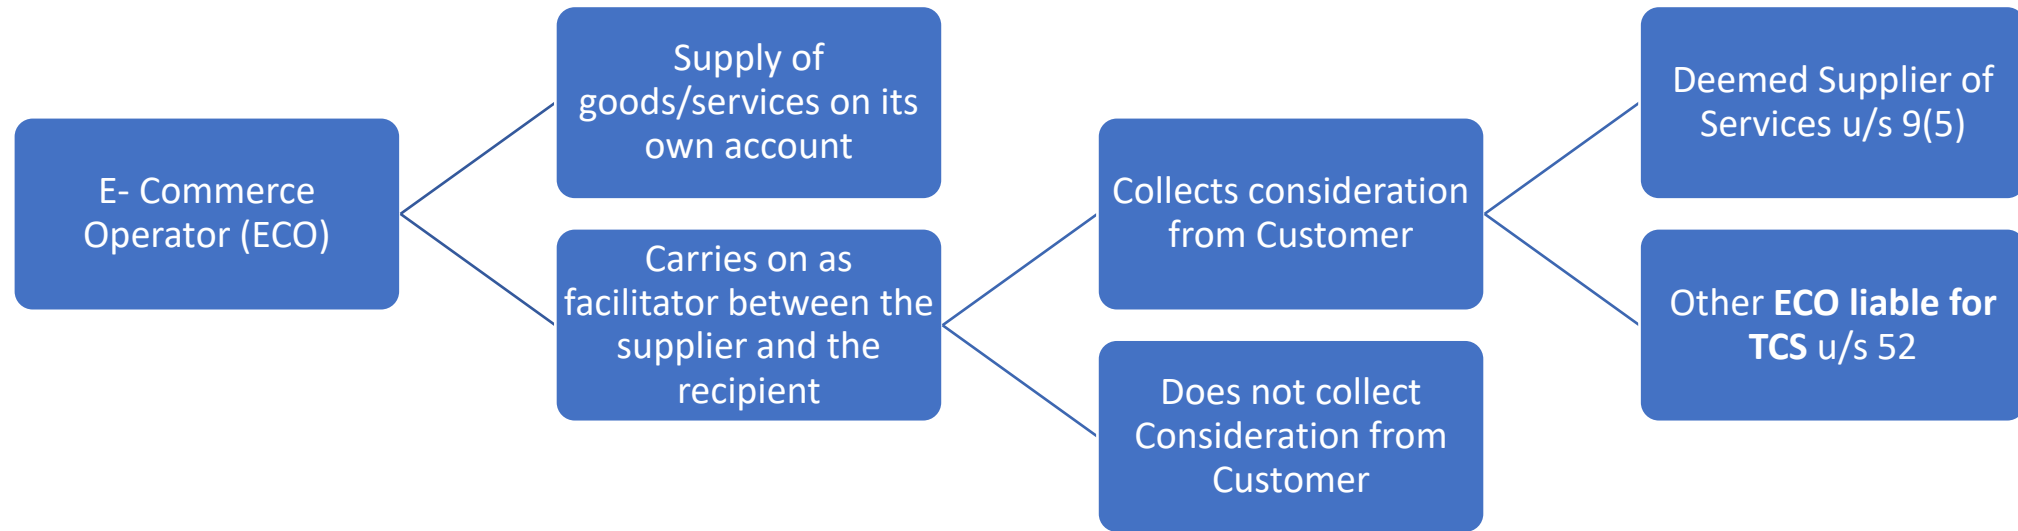 E- Commerce
Operator (ECO)
Supply of
goods/services on its
own account
Carries on as
facilitator between the
supplier and the
recipient
Collects consideration
from Customer
Does not collect
Consideration from
Customer
Deemed Supplier of
Services u/s 9(5)
Other ECO liable for
TCS u/s 52